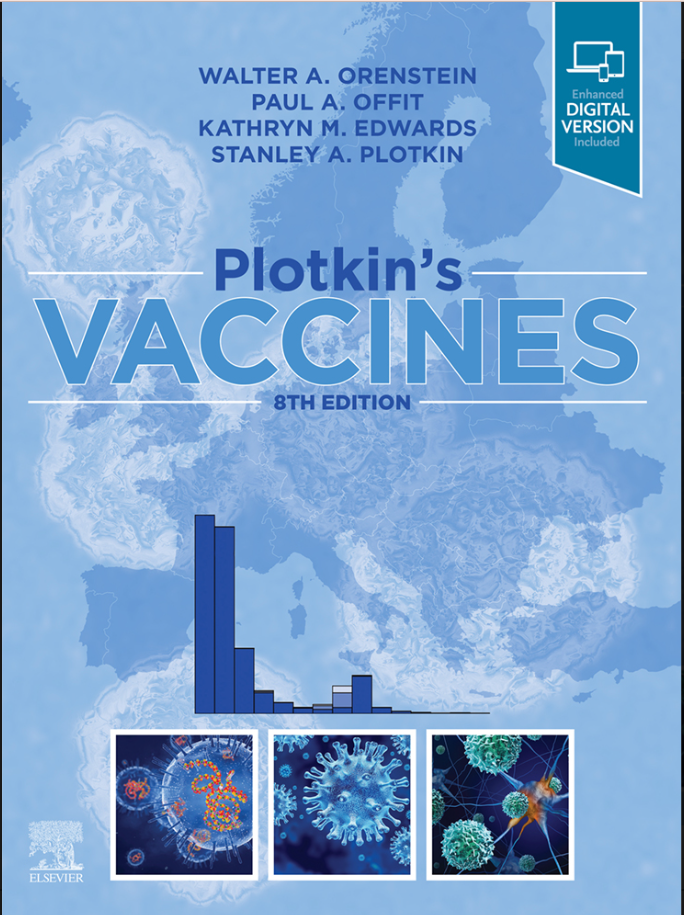 WALTER A. ORENSTEIN
PAUL A. OFFIT
KATHRYN M. EDWARDS
STANLEY A. PLOTKIN
Enhanced
DIGITAL
VERSION
Included
Plotkin's
VACCINES
8TH EDITION
ELSEVIER